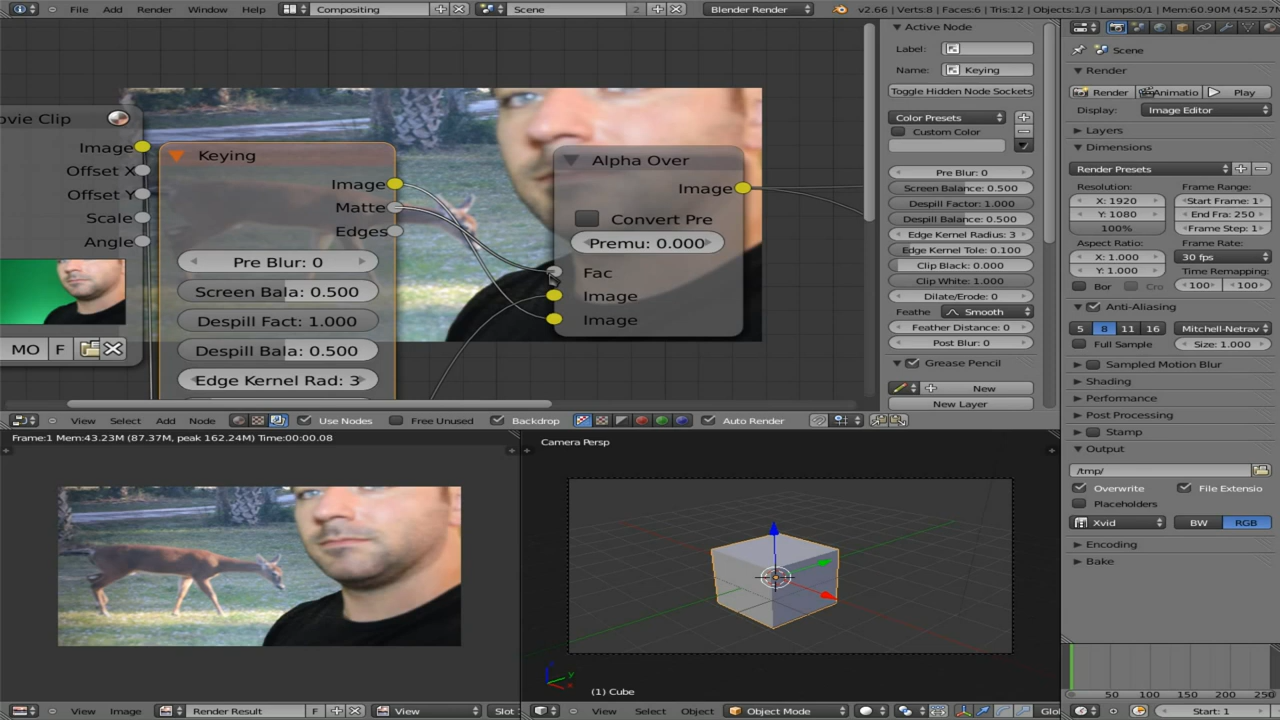 File Add Render Window Help Compositing Scene 2 Blender Render v2.66 | Verts:8 | Faces:6 | Tris:12 | Objects:1/3 | Lamps:0/1 | Mem:60.90M (452.57M
Active Node
Label:
Name: Keying
Toggle Hidden Node Sockets
Color Presets
Custom Color
Pre Blur: 0
Screen Balance: 0.500
Despill Factor: 1.000
Despill Balance: 0.500
Edge Kernel Radius: 3
Edge Kernel Tole: 0.100
Clip Black: 0.000
Clip White: 1.000
Dilate/Erode: 0
Feathe Smooth
Feather Distance: 0
Post Blur: 0
Grease Pencil
New
New Layer
ovie Clip
Image
Offset X
Offset Y
Scale
Angle
MO F
Keying
Image
Matte
Edges
Pre Blur: 0
Screen Bala: 0.500
Despill Fact: 1.000
Despill Bala: 0.500
Edge Kernel Rad: 3
Alpha Over
Image
Convert Pre
Premu: 0.000
Fac
Image
Image
View Select Add Node Use Nodes Free Unused Backdrop Auto Render
Frame:1 Mem:43.23M (87.37M, peak 162.24M) Time:00:00.08
View Image Render Result F View Slot
Camera Persp
(1) Cube
View Select Object Object Mode Glol
Scene
Render
Render Animatio Play
Display: Image Editor
Layers
Dimensions
Render Presets
Resolution: Frame Range:
X: 1920 Start Frame: 1
Y: 1080 End Fra: 250
100% Frame Step: 1
Aspect Ratio: Frame Rate:
X: 1.000 30 fps
Y: 1.000 Time Remapping:
Bor Cro 100 100
Anti-Aliasing
5 8 11 16 Mitchell-Netrav
Full Sample Size: 1.000
Sampled Motion Blur
Shading
Performance
Post Processing
Stamp
Output
/tmp/
Overwrite File Extensio
Placeholders
Xvid BW RGB
Encoding
Bake
50 100 150 200 250
Start: 1